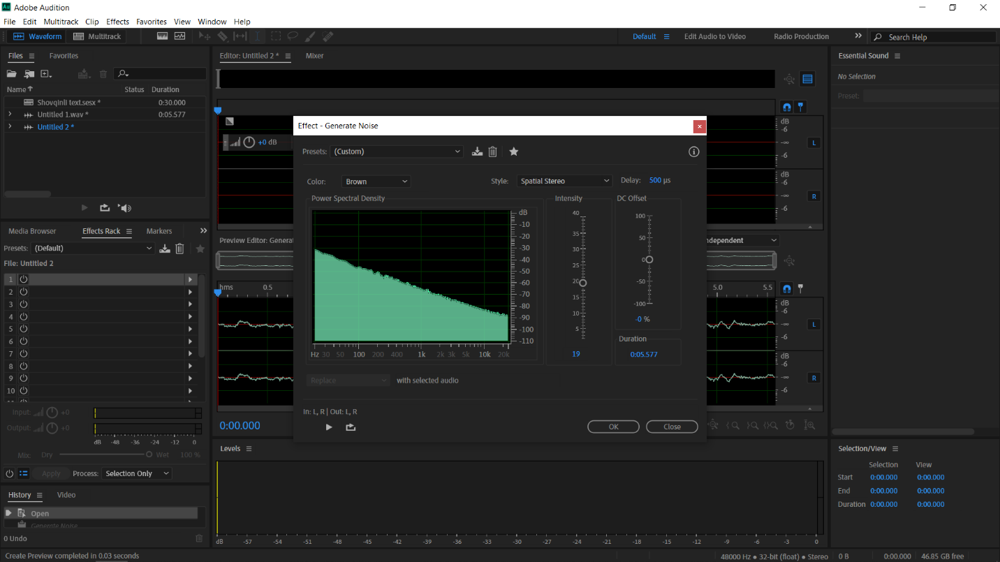 Au Adobe Audition
File Edit Multitrack Clip Effects Favorites View Window Help
Waveform Multitrack Default Edit Audio to Video Radio Production Search Help
Files Favorites
Name Status Duration
Shovqinli text.sesx * 0:30.000
Untitled 1.wav * 0:05.577
Untitled 2 *
Media Browser Effects Rack Markers
Presets: (Default)
File: Untitled 2
1
2
3
4
5
6
7
8
9
10
Input: +0
Output: +0
dB -48 -36 -24 -12 0
Mix: Dry Wet 100 %
Apply Process: Selection Only
History Video
Open
Generate Noise
0 Undo
Create Preview completed in 0.03 seconds
Editor: Untitled 2 * Mixer
+0 dB
dB
-6
-∞
-6
L
dB
-6
-∞
-6
R
Effect - Generate Noise
Presets: (Custom)
Color: Brown Style: Spatial Stereo Delay: 500 µs
Power Spectral Density
dB
-10
-20
-30
-40
-50
-60
-70
-80
-90
-100
-110
Hz 30 50 100 200 400 1k 2k 3k 5k 10k 20k
Intensity
40
35
30
25
20
15
10
5
19
DC Offset
100
50
0
-50
-100
-0 %
Duration
0:05.577
Replace with selected audio
In: L, R | Out: L, R
OK Close
Preview Editor: Genera
ndependent
hms 0.5 5.0 5.5
dB
-6
-∞
-6
L
dB
-6
-∞
-6
R
0:00.000
Levels
dB -57 -54 -51 -48 -45 -42 -39 -36 -33 -30 -27 -24 -21 -18 -15 -12 -9 -6 -3 0
Essential Sound
No Selection
Preset:
Selection/View
Selection View
Start 0:00.000 0:00.000
End 0:00.000 0:00.000
Duration 0:00.000 0:00.000
48000 Hz ● 32-bit (float) ● Stereo 0 B 0:00.000 46.85 GB free